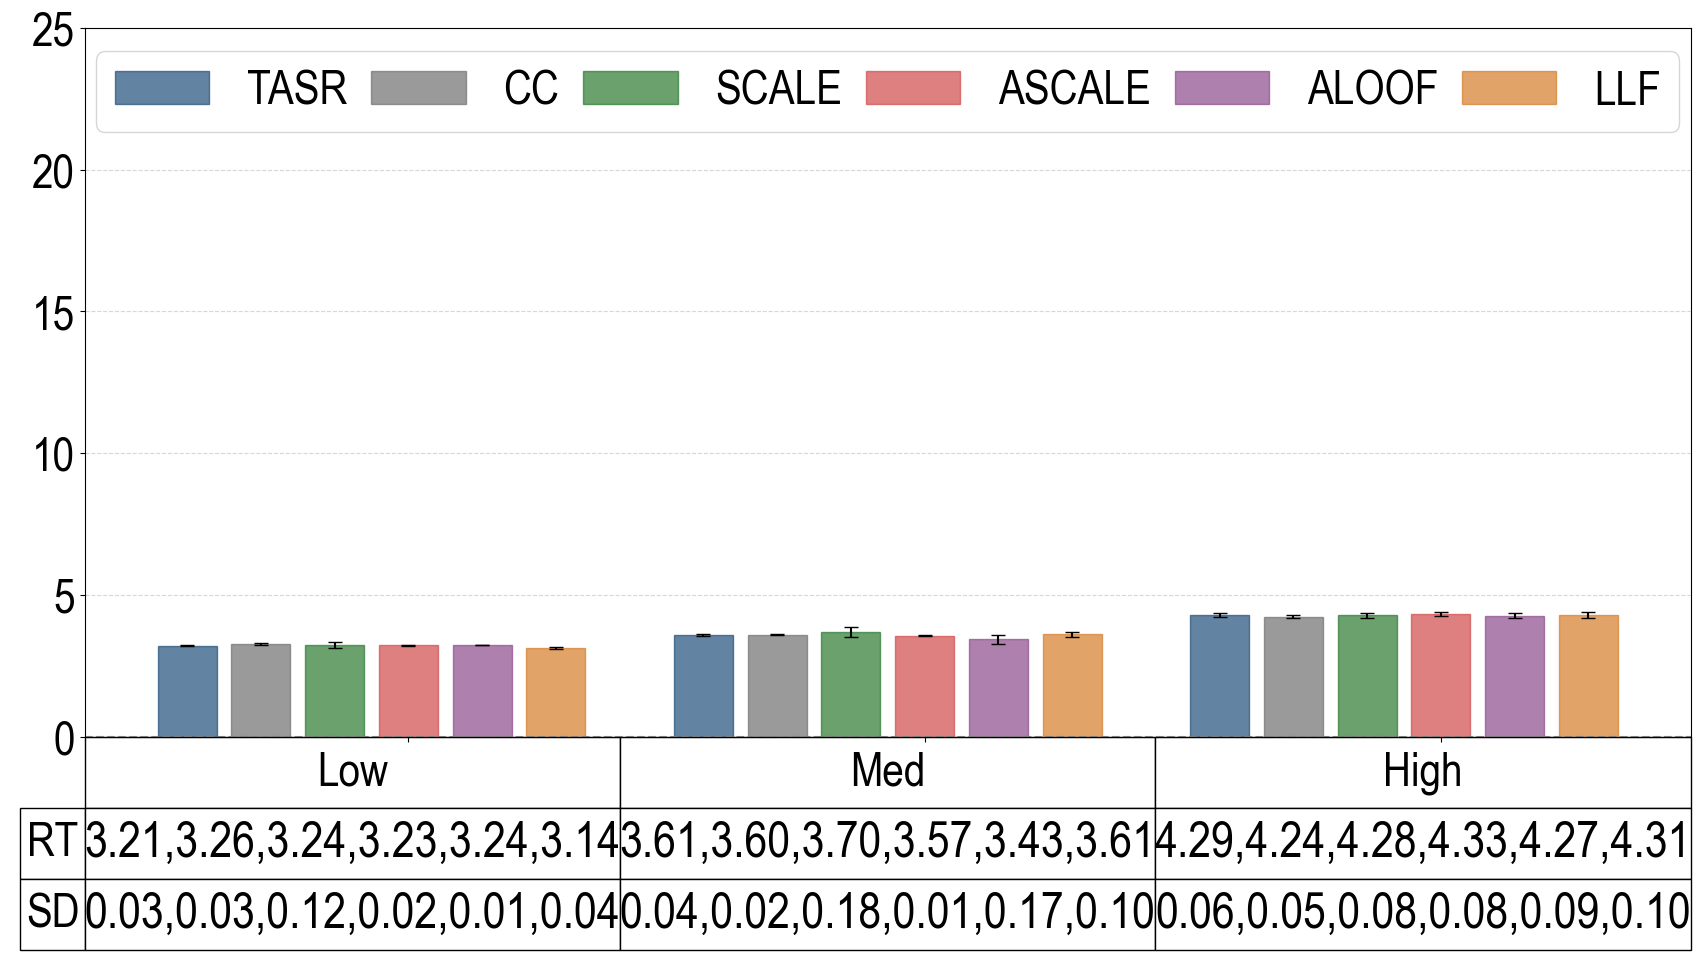 25
TASR CC SCALE ASCALE ALOOF LLF
20
15
10
5
0
Low Med High
RT 3.21,3.26,3.24,3.23,3.24,3.14 3.61,3.60,3.70,3.57,3.43,3.61 4.29,4.24,4.28,4.33,4.27,4.31
SD 0.03,0.03,0.12,0.02,0.01,0.04 0.04,0.02,0.18,0.01,0.17,0.10 0.06,0.05,0.08,0.08,0.09,0.10